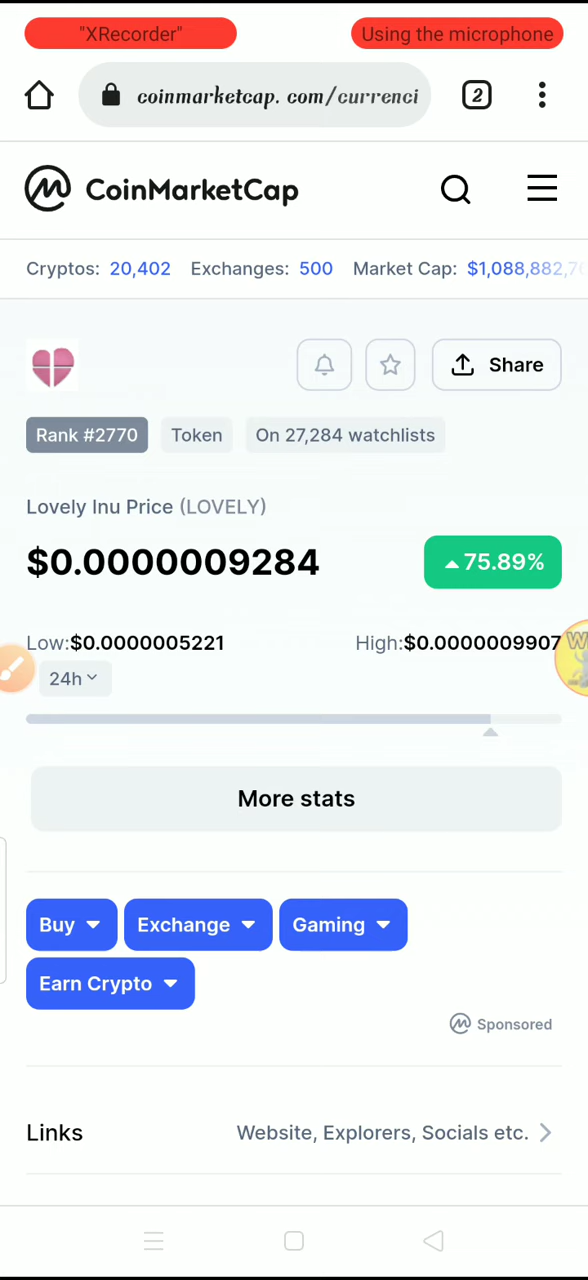 "XRecorder" Using the microphone
coinmarketcap. com/currenci 2
CoinMarketCap
Cryptos: 20,402 Exchanges: 500 Market Cap: $1,088,882,70
Share
Rank #2770 Token On 27,284 watchlists
Lovely Inu Price (LOVELY)
$0.0000009284 75.89%
Low:$0.0000005221 High:$0.0000009907
24h
More stats
Buy Exchange Gaming
Earn Crypto
Sponsored
Links Website, Explorers, Socials etc.